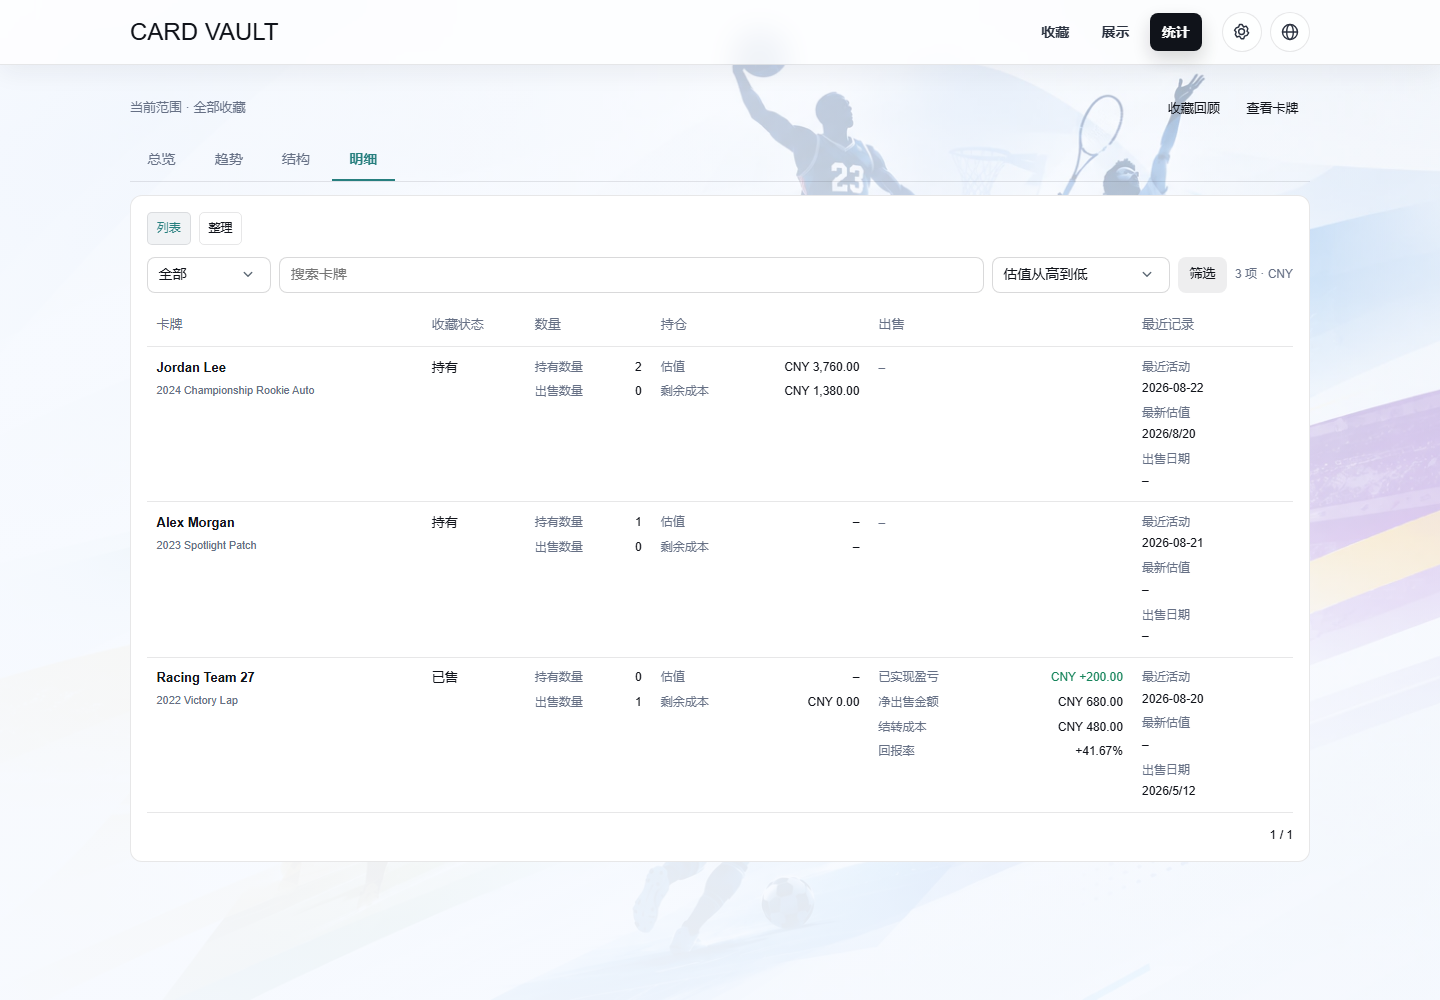 CARD VAULT
收藏
展示
统计
当前范围 · 全部收藏
收藏回顾
查看卡牌
总览
趋势
结构
明细
23
列表
整理
全部
搜索卡牌
估值从高到低
筛选
3 项 · CNY
卡牌
收藏状态
数量
持仓
出售
最近记录
Jordan Lee
2024 Championship Rookie Auto
持有
持有数量 2
出售数量 0
估值 CNY 3,760.00
剩余成本 CNY 1,380.00
–
最近活动
2026-08-22
最新估值
2026/8/20
出售日期
–
Alex Morgan
2023 Spotlight Patch
持有
持有数量 1
出售数量 0
估值 –
剩余成本 –
–
最近活动
2026-08-21
最新估值
–
出售日期
–
Racing Team 27
2022 Victory Lap
已售
持有数量 0
出售数量 1
估值 –
剩余成本 CNY 0.00
已实现盈亏 CNY +200.00
净出售金额 CNY 680.00
结转成本 CNY 480.00
回报率 +41.67%
最近活动
2026-08-20
最新估值
–
出售日期
2026/5/12
1 / 1